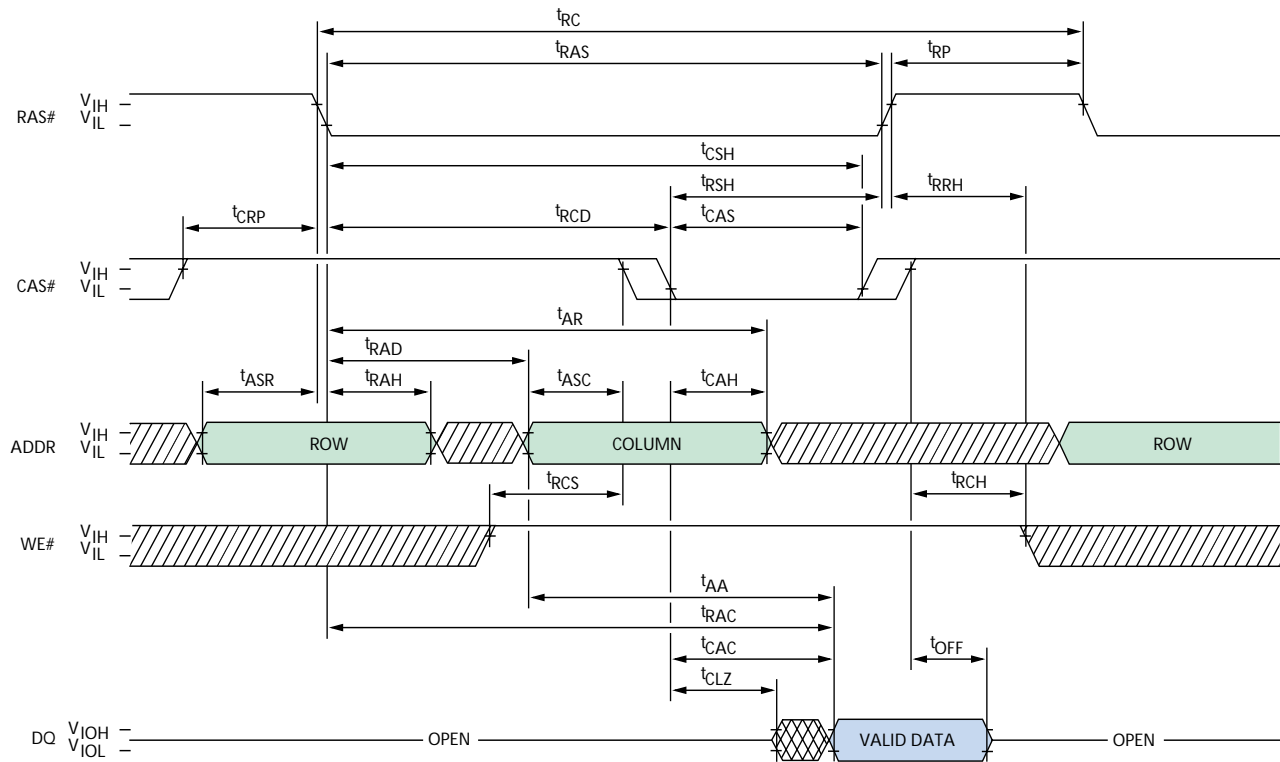 tRC
tRAS tRP
RAS# VIH
VIL
tCSH
tRSH tRRH
tCRP tRCD tCAS
CAS# VIH
VIL
tAR
tRAD
tASR tRAH tASC tCAH
ADDR VIH
VIL
ROW COLUMN ROW
tRCS tRCH
WE# VIH
VIL
tAA
tRAC
tCAC tOFF
tCLZ
DQ VIOH
VIOL
OPEN VALID DATA OPEN